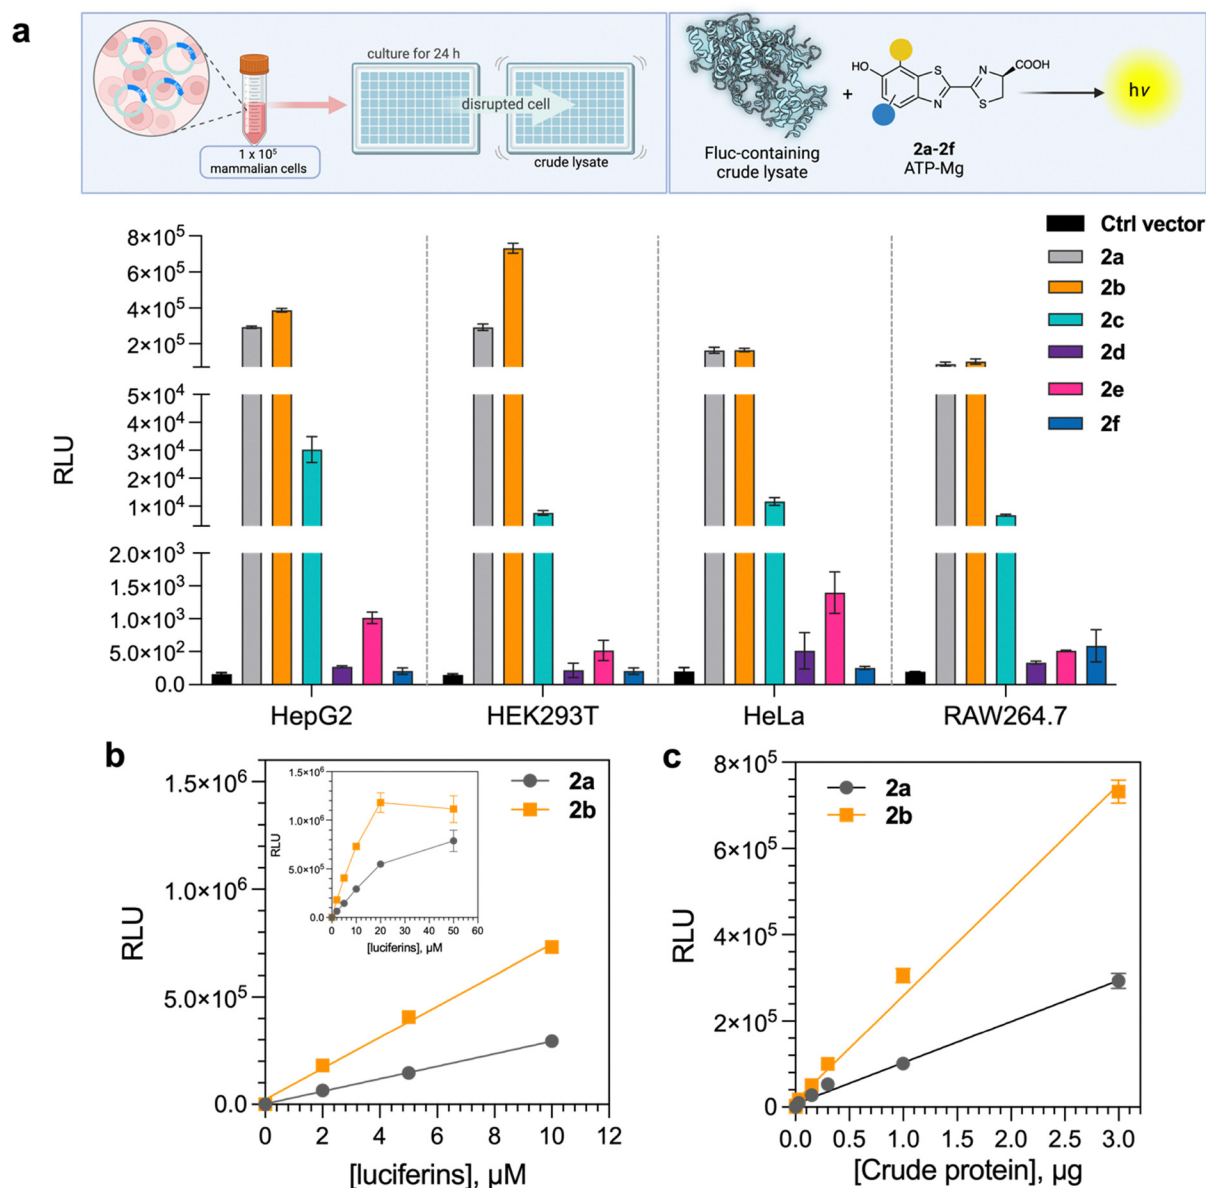 a
culture for 24 h
disrupted cell
1 x 10⁵
mammalian cells
crude lysate
Fluc-containing
crude lysate
+
HO
S
N
N
S
COOH
2a-2f
ATP-Mg
hν
RLU
8×10⁵
6×10⁵
4×10⁵
2×10⁵
5×10⁴
4×10⁴
3×10⁴
2×10⁴
1×10⁴
2.0×10³
1.5×10³
1.0×10³
5.0×10²
0.0
HepG2
HEK293T
HeLa
RAW264.7
Ctrl vector
2a
2b
2c
2d
2e
2f
b
RLU
1.5×10⁶
1.0×10⁶
5.0×10⁵
0.0
0 2 4 6 8 10 12
[luciferins], μM
2a
2b
RLU
1.5×10⁶
1.0×10⁶
5.0×10⁵
0.0
0 10 20 30 40 50 60
[luciferins], μM
c
RLU
8×10⁵
6×10⁵
4×10⁵
2×10⁵
0
0.0 0.5 1.0 1.5 2.0 2.5 3.0
[Crude protein], μg
2a
2b